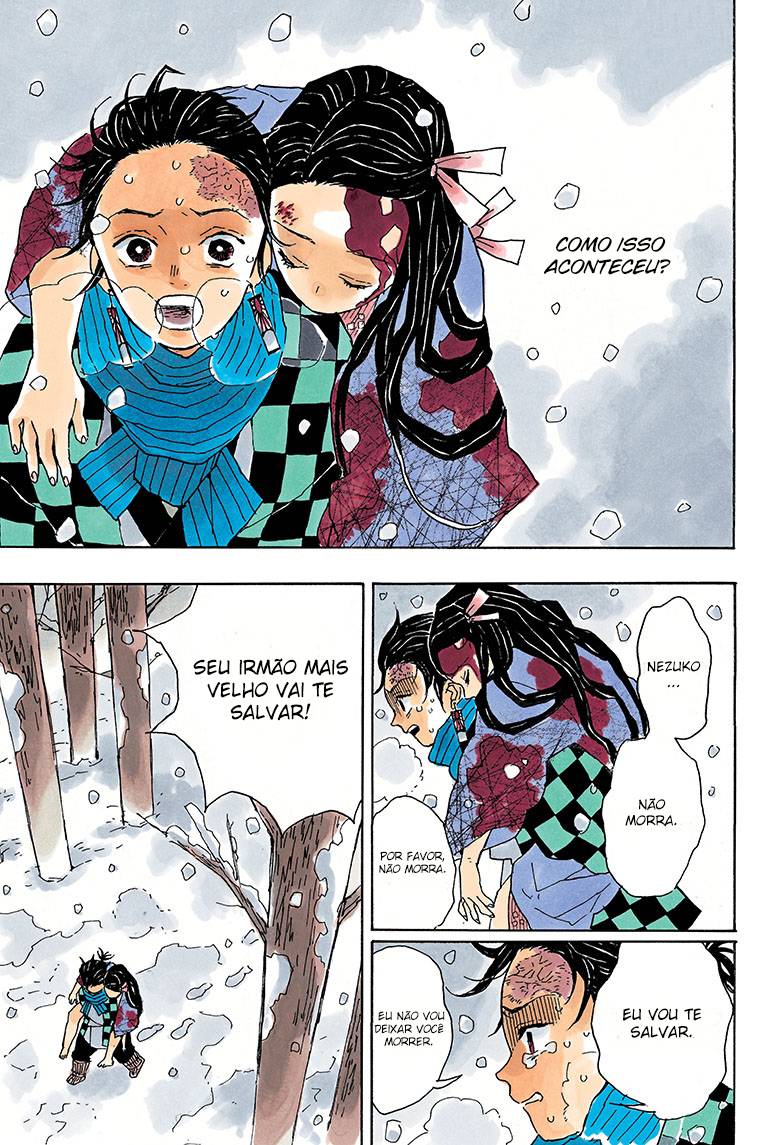 COMO ISSO
ACONTECEU?
NEZUKO
...
NÃO
MORRA.
POR FAVOR,
NÃO MORRA.
EU VOU TE
SALVAR.
EU NÃO VOU
DEIXAR VOCÊ
MORRER.
SEU IRMÃO MAIS
VELHO VAI TE
SALVAR!